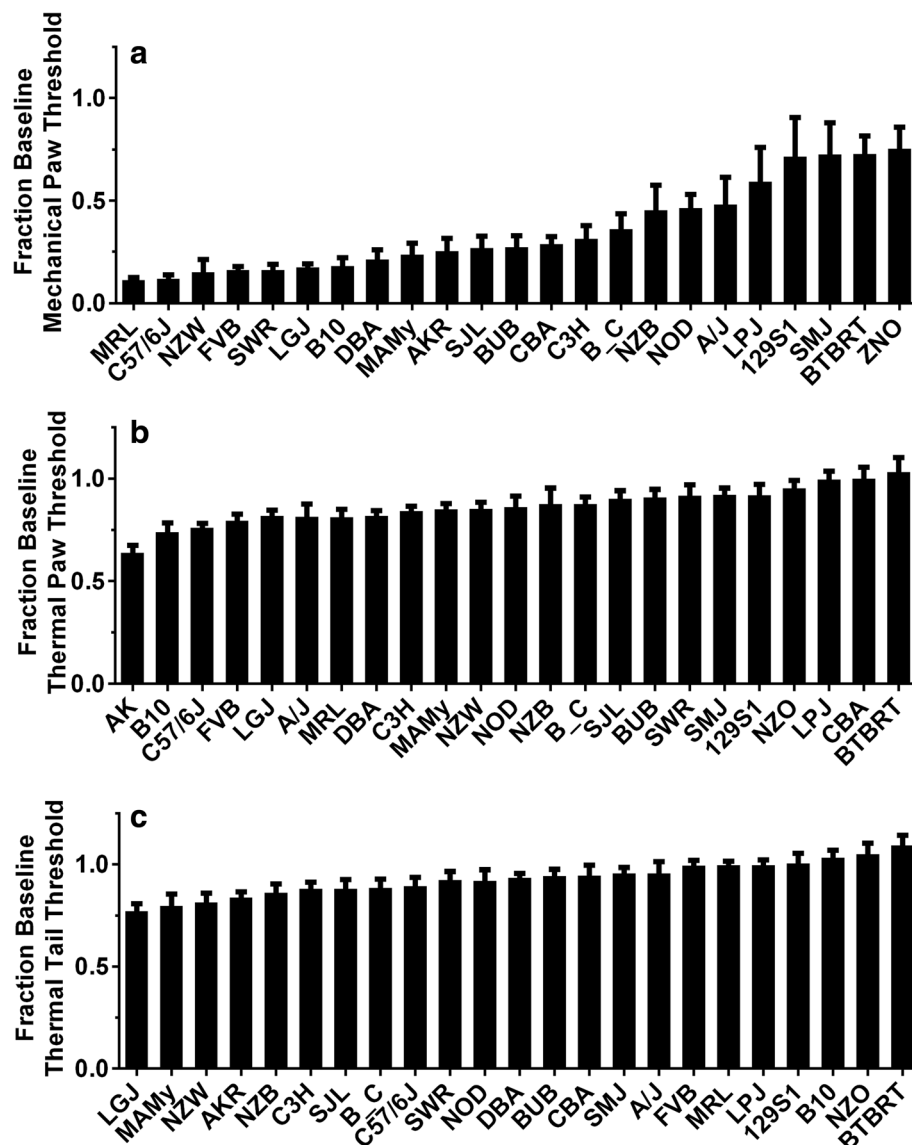 a
Fraction Baseline
Mechanical Paw Threshold
1.0
0.5
0.0
MRL
C57/6J
NZW
FVB
SWR
LGJ
B10
DBA
MAMy
AKR
SJL
BUB
CBA
C3H
B_C
NZB
NOD
A/J
LPJ
129S1
SMJ
BTBRT
ZNO
b
Fraction Baseline
Thermal Paw Threshold
1.0
0.5
0.0
AK
B10
C57/6J
FVB
LGJ
A/J
MRL
DBA
C3H
MAMy
NZW
NOD
NZB
B_C
SJL
BUB
SWR
SMJ
129S1
NZO
LPJ
CBA
BTBRT
c
Fraction Baseline
Thermal Tail Threshold
1.0
0.5
0.0
LGJ
MAMy
NZW
AKR
NZB
C3H
SJL
B_C
C57/6J
SWR
NOD
DBA
BUB
CBA
SMJ
A/J
FVB
MRL
LPJ
129S1
B10
NZO
BTBRT